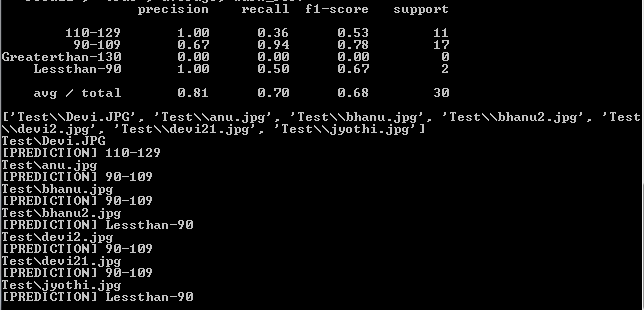 precision recall f1-score support
110-129 1.00 0.36 0.53 11
90-109 0.67 0.94 0.78 17
Greaterthan-130 0.00 0.00 0.00 0
Lessthan-90 1.00 0.50 0.67 2
avg / total 0.81 0.70 0.68 30
['Test\\Devi.JPG', 'Test\\anu.jpg', 'Test\\bhanu.jpg', 'Test\\bhanu2.jpg', 'Test
\\devi2.jpg', 'Test\\devi21.jpg', 'Test\\jyothi.jpg']
Test\Devi.JPG
[PREDICTION] 110-129
Test\anu.jpg
[PREDICTION] 90-109
Test\bhanu.jpg
[PREDICTION] 90-109
Test\bhanu2.jpg
[PREDICTION] Lessthan-90
Test\devi2.jpg
[PREDICTION] 90-109
Test\devi21.jpg
[PREDICTION] 90-109
Test\jyothi.jpg
[PREDICTION] Lessthan-90